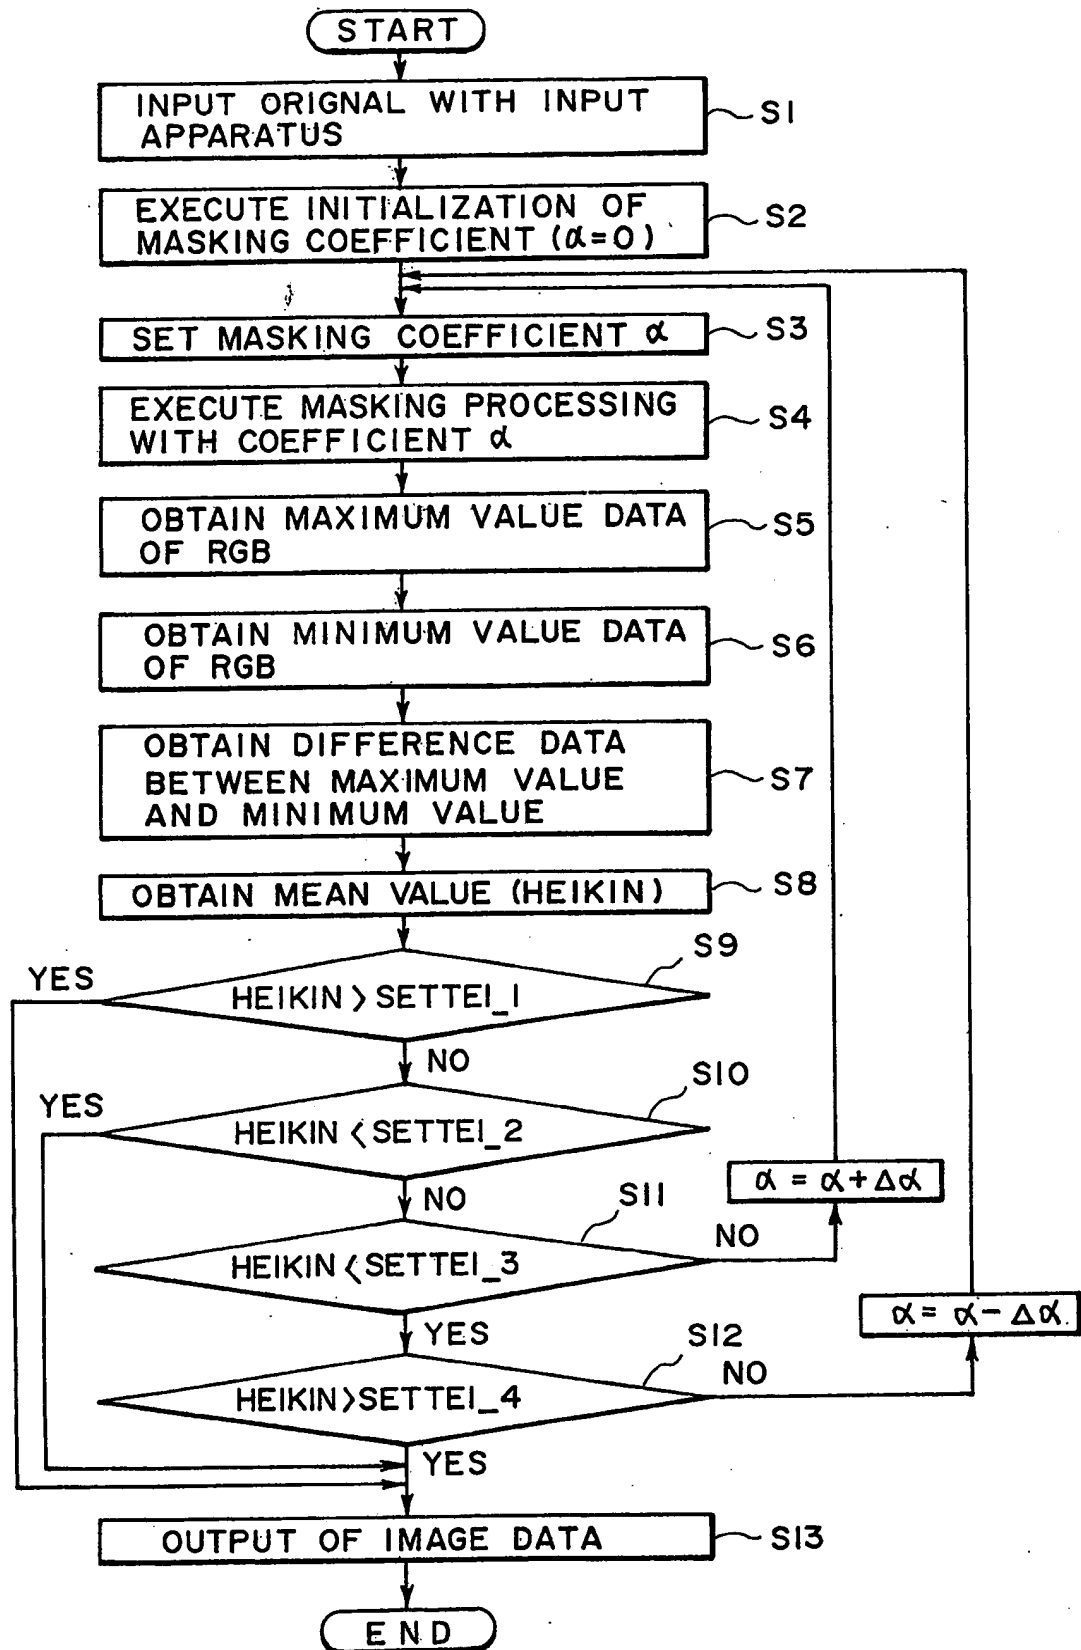 START
INPUT ORIGNAL WITH INPUT
APPARATUS
S1
EXECUTE INITIALIZATION OF
MASKING COEFFICIENT (α=0)
S2
SET MASKING COEFFICIENT α
S3
EXECUTE MASKING PROCESSING
WITH COEFFICIENT α
S4
OBTAIN MAXIMUM VALUE DATA
OF RGB
S5
OBTAIN MINIMUM VALUE DATA
OF RGB
S6
OBTAIN DIFFERENCE DATA
BETWEEN MAXIMUM VALUE
AND MINIMUM VALUE
S7
OBTAIN MEAN VALUE (HEIKIN)
S8
S9
YES
HEIKIN > SETTEI_1
NO
S10
YES
HEIKIN < SETTEI_2
NO
α = α + Δα
S11
NO
HEIKIN < SETTEI_3
YES
α = α - Δα
S12
NO
HEIKIN > SETTEI_4
YES
OUTPUT OF IMAGE DATA
S13
END